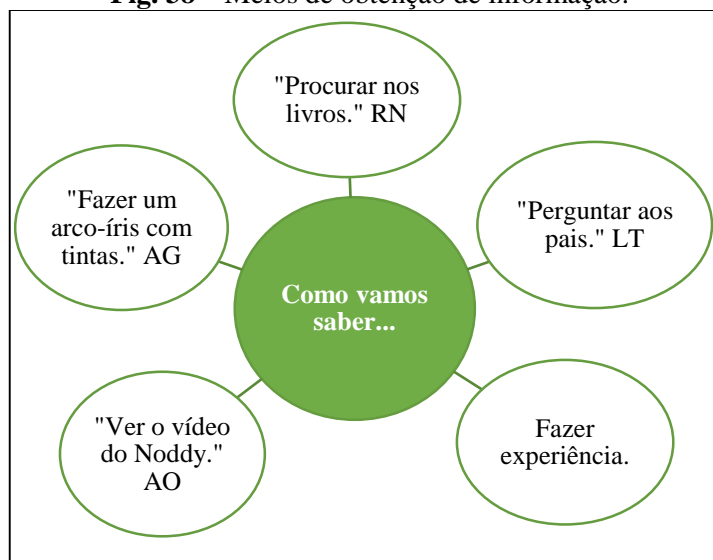 Fig. 38 – Meios de obtenção de informação.
"Procurar nos
livros." RN
"Perguntar aos
pais." LT
Fazer
experiência.
"Ver o vídeo
do Noddy."
AO
"Fazer um
arco-íris com
tintas." AG
Como vamos
saber...